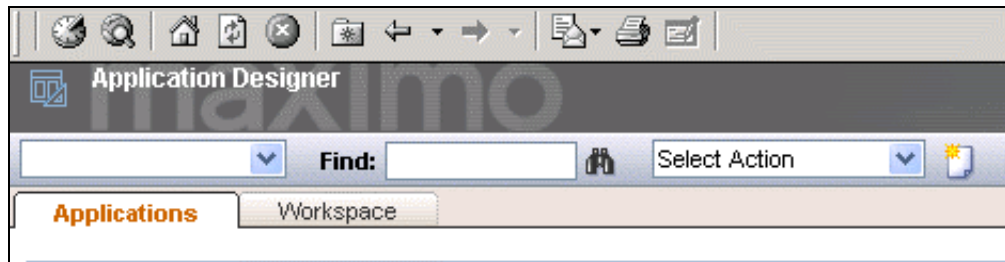 Application Designer
maximo
Find:
Select Action
Applications
Workspace